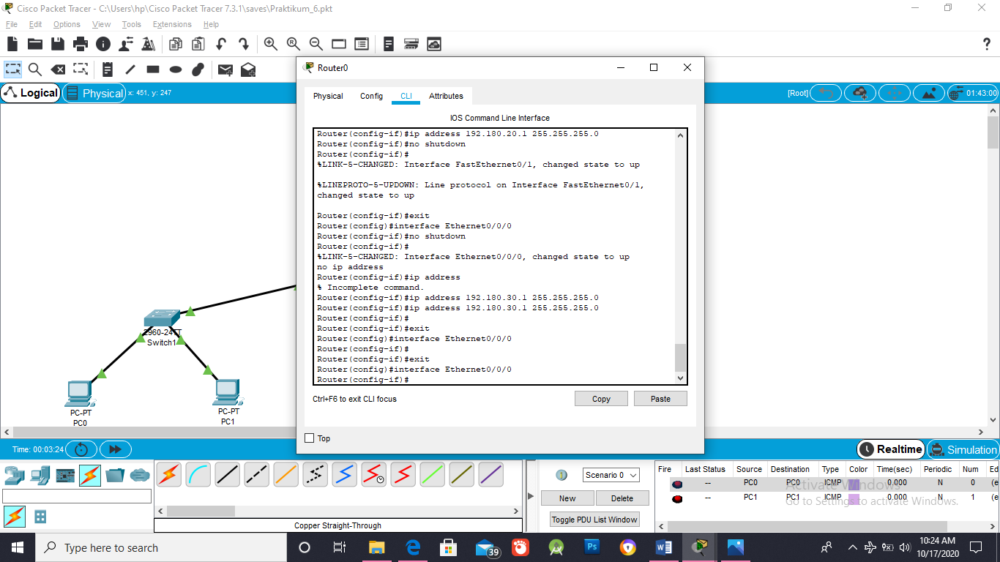 Cisco Packet Tracer - C:\Users\hp\Cisco Packet Tracer 7.3.1\saves\Praktikum_6.pkt
File Edit Options View Tools Extensions Help
Logical Physical x: 451, y: 247
[Root] 01:43:00
Router0
Physical Config CLI Attributes
IOS Command Line Interface
Router(config-if)#ip address 192.180.20.1 255.255.255.0
Router(config-if)#no shutdown
Router(config-if)#
%LINK-5-CHANGED: Interface FastEthernet0/1, changed state to up
%LINEPROTO-5-UPDOWN: Line protocol on Interface FastEthernet0/1,
changed state to up
Router(config-if)#exit
Router(config)#interface Ethernet0/0/0
Router(config-if)#no shutdown
Router(config-if)#
%LINK-5-CHANGED: Interface Ethernet0/0/0, changed state to up
no ip address
Router(config-if)#ip address
% Incomplete command.
Router(config-if)#ip address 192.180.30.1 255.255.255.0
Router(config-if)#ip address 192.180.30.1 255.255.255.0
Router(config-if)#
Router(config-if)#exit
Router(config)#interface Ethernet0/0/0
Router(config-if)#
Router(config-if)#exit
Router(config)#interface Ethernet0/0/0
Router(config-if)#
Ctrl+F6 to exit CLI focus
Copy Paste
Top
2960-24TT
Switch1
PC-PT
PC0
PC-PT
PC1
Time: 00:03:24
Realtime Simulation
Scenario 0
New Delete
Toggle PDU List Window
Copper Straight-Through
Fire Last Status Source Destination Type Color Time(sec) Periodic Num Ed
-- PC0 PC0 ICMP 0.000 N 0 (e
-- PC1 PC1 ICMP 0.000 N 1 (e
Activate Windows
Go to Settings to activate Windows.
Type here to search
39
Ps
10:24 AM
10/17/2020